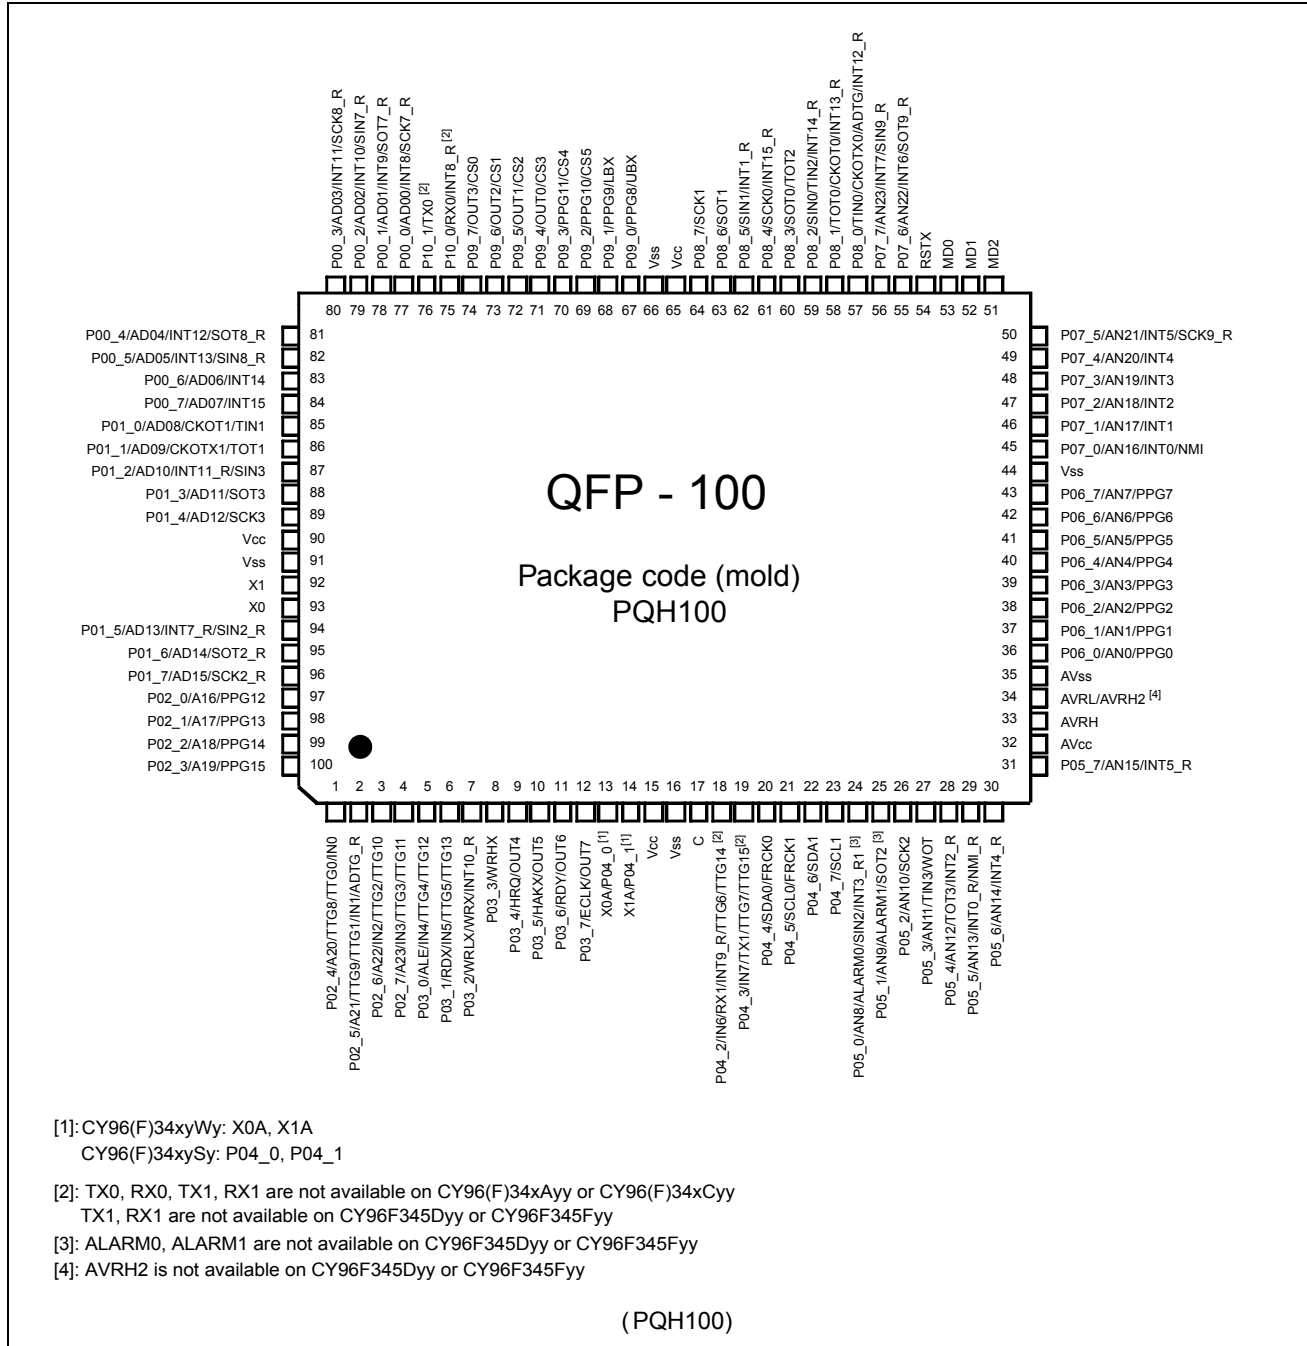 P00_3/AD03/INT11/SCK8_R
P00_2/AD02/INT10/SIN7_R
P00_1/AD01/INT9/SOT7_R
P00_0/AD00/INT8/SCK7_R
P10_1/TX0 [2]
P10_0/RX0/INT8_R [2]
P09_7/OUT3/CS0
P09_6/OUT2/CS1
P09_5/OUT1/CS2
P09_4/OUT0/CS3
P09_3/PPG11/CS4
P09_2/PPG10/CS5
P09_1/PPG9/LBX
P09_0/PPG8/UBX
Vss
Vcc
P08_7/SCK1
P08_6/SOT1
P08_5/SIN1/INT1_R
P08_4/SCK0/INT15_R
P08_3/SOT0/TOT2
P08_2/SIN0/TIN2/INT14_R
P08_1/TOT0/CKOT0/INT13_R
P08_0/TIN0/CKOTX0/ADTG/INT12_R
P07_7/AN23/INT7/SIN9_R
P07_6/AN22/INT6/SOT9_R
RSTX
MD0
MD1
MD2
80 79 78 77 76 75 74 73 72 71 70 69 68 67 66 65 64 63 62 61 60 59 58 57 56 55 54 53 52 51
P00_4/AD04/INT12/SOT8_R 81
P00_5/AD05/INT13/SIN8_R 82
P00_6/AD06/INT14 83
P00_7/AD07/INT15 84
P01_0/AD08/CKOT1/TIN1 85
P01_1/AD09/CKOTX1/TOT1 86
P01_2/AD10/INT11_R/SIN3 87
P01_3/AD11/SOT3 88
P01_4/AD12/SCK3 89
Vcc 90
Vss 91
X1 92
X0 93
P01_5/AD13/INT7_R/SIN2_R 94
P01_6/AD14/SOT2_R 95
P01_7/AD15/SCK2_R 96
P02_0/A16/PPG12 97
P02_1/A17/PPG13 98
P02_2/A18/PPG14 99
P02_3/A19/PPG15 100
QFP - 100
Package code (mold)
PQH100
50 P07_5/AN21/INT5/SCK9_R
49 P07_4/AN20/INT4
48 P07_3/AN19/INT3
47 P07_2/AN18/INT2
46 P07_1/AN17/INT1
45 P07_0/AN16/INT0/NMI
44 Vss
43 P06_7/AN7/PPG7
42 P06_6/AN6/PPG6
41 P06_5/AN5/PPG5
40 P06_4/AN4/PPG4
39 P06_3/AN3/PPG3
38 P06_2/AN2/PPG2
37 P06_1/AN1/PPG1
36 P06_0/AN0/PPG0
35 AVss
34 AVRL/AVRH2 [4]
33 AVRH
32 AVcc
31 P05_7/AN15/INT5_R
1 2 3 4 5 6 7 8 9 10 11 12 13 14 15 16 17 18 19 20 21 22 23 24 25 26 27 28 29 30
P02_4/A20/TTG8/TTG0/IN0
P02_5/A21/TTG9/TTG1/IN1/ADTG_R
P02_6/A22/IN2/TTG2/TTG10
P02_7/A23/IN3/TTG3/TTG11
P03_0/ALE/IN4/TTG4/TTG12
P03_1/RDX/IN5/TTG5/TTG13
P03_2/WRLX/WRX/INT10_R
P03_3/WRHX
P03_4/HRQ/OUT4
P03_5/HAKX/OUT5
P03_6/RDY/OUT6
P03_7/ECLK/OUT7
X0A/P04_0 [1]
X1A/P04_1[1]
Vcc
Vss
C
P04_2/IN6/RX1/INT9_R/TTG6/TTG14 [2]
P04_3/IN7/TX1/TTG7/TTG15[2]
P04_4/SDA0/FRCK0
P04_5/SCL0/FRCK1
P04_6/SDA1
P04_7/SCL1
P05_0/AN8/ALARM0/SIN2/INT3_R1 [3]
P05_1/AN9/ALARM1/SOT2 [3]
P05_2/AN10/SCK2
P05_3/AN11/TIN3/WOT
P05_4/AN12/TOT3/INT2_R
P05_5/AN13/INT0_R/NMI_R
P05_6/AN14/INT4_R
[1]: CY96(F)34xyWy: X0A, X1A
CY96(F)34xySy: P04_0, P04_1
[2]: TX0, RX0, TX1, RX1 are not available on CY96(F)34xAyy or CY96(F)34xCyy
TX1, RX1 are not available on CY96F345Dyy or CY96F345Fyy
[3]: ALARM0, ALARM1 are not available on CY96F345Dyy or CY96F345Fyy
[4]: AVRH2 is not available on CY96F345Dyy or CY96F345Fyy
(PQH100)